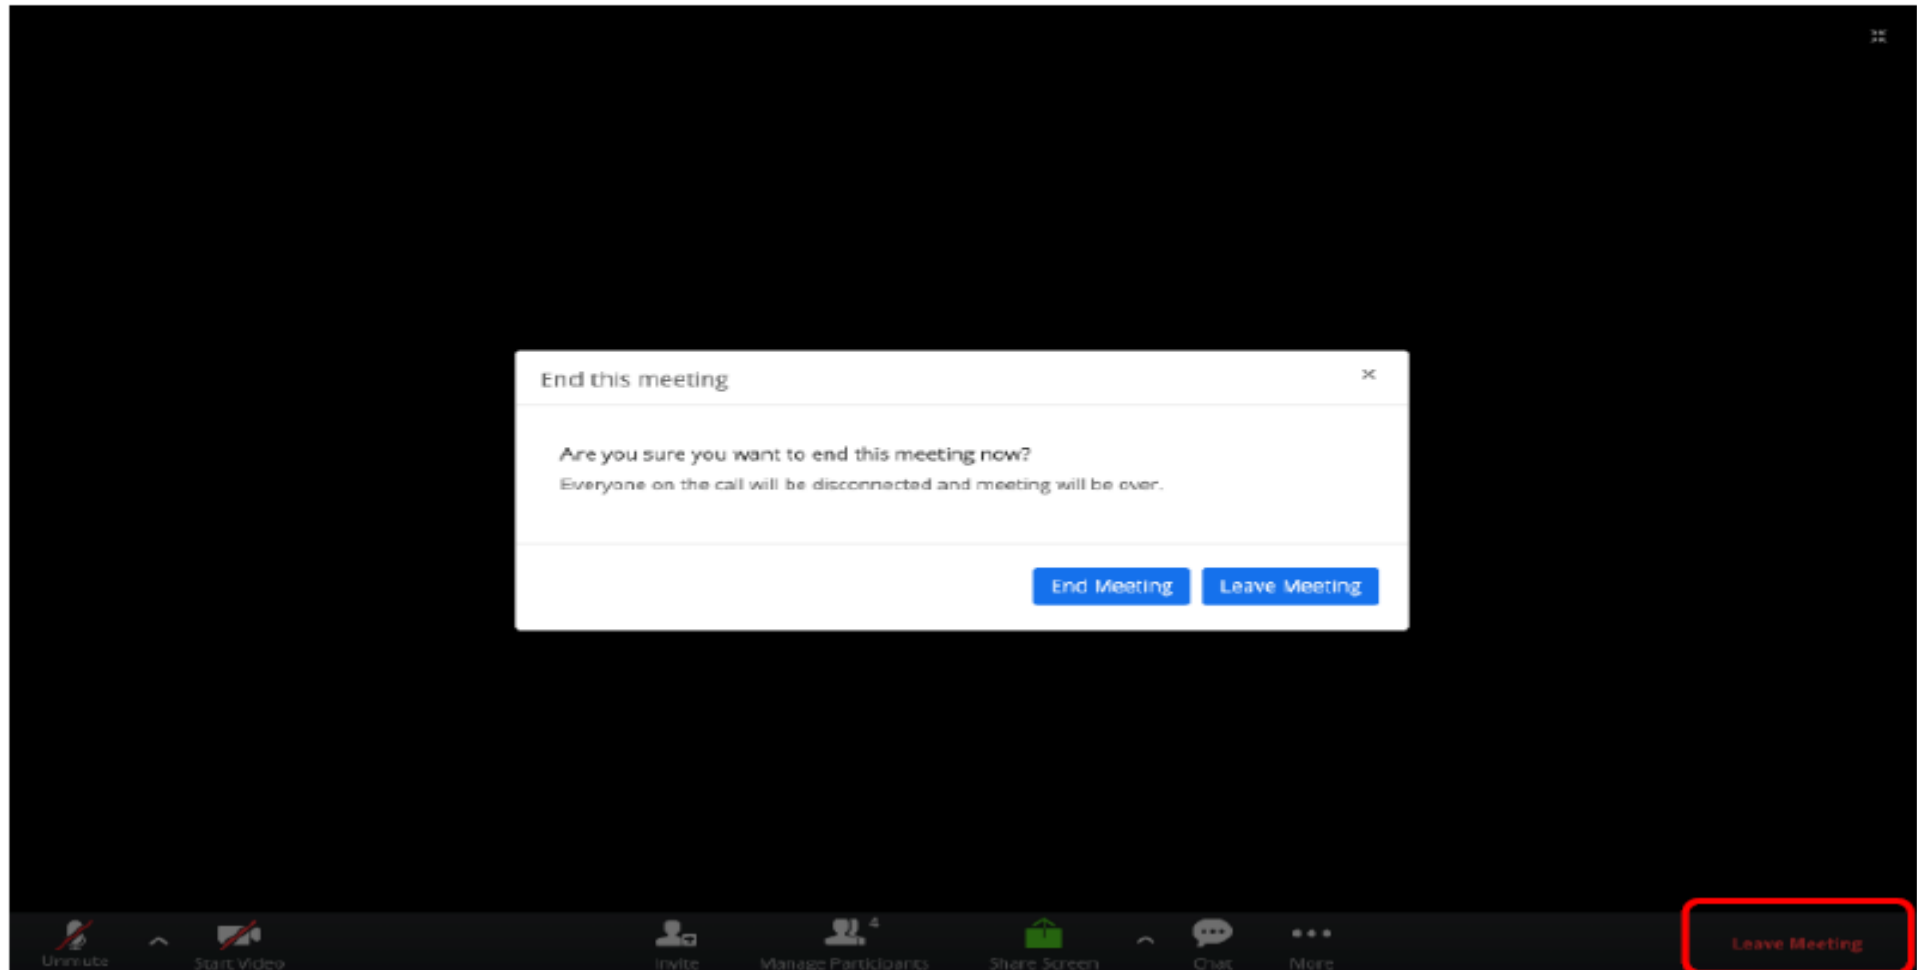 End this meeting
×
Are you sure you want to end this meeting now?
Everyone on the call will be disconnected and meeting will be over.
End Meeting Leave Meeting
4
Unmute Start Video Invite Manage Participants Share Screen Chat More Leave Meeting